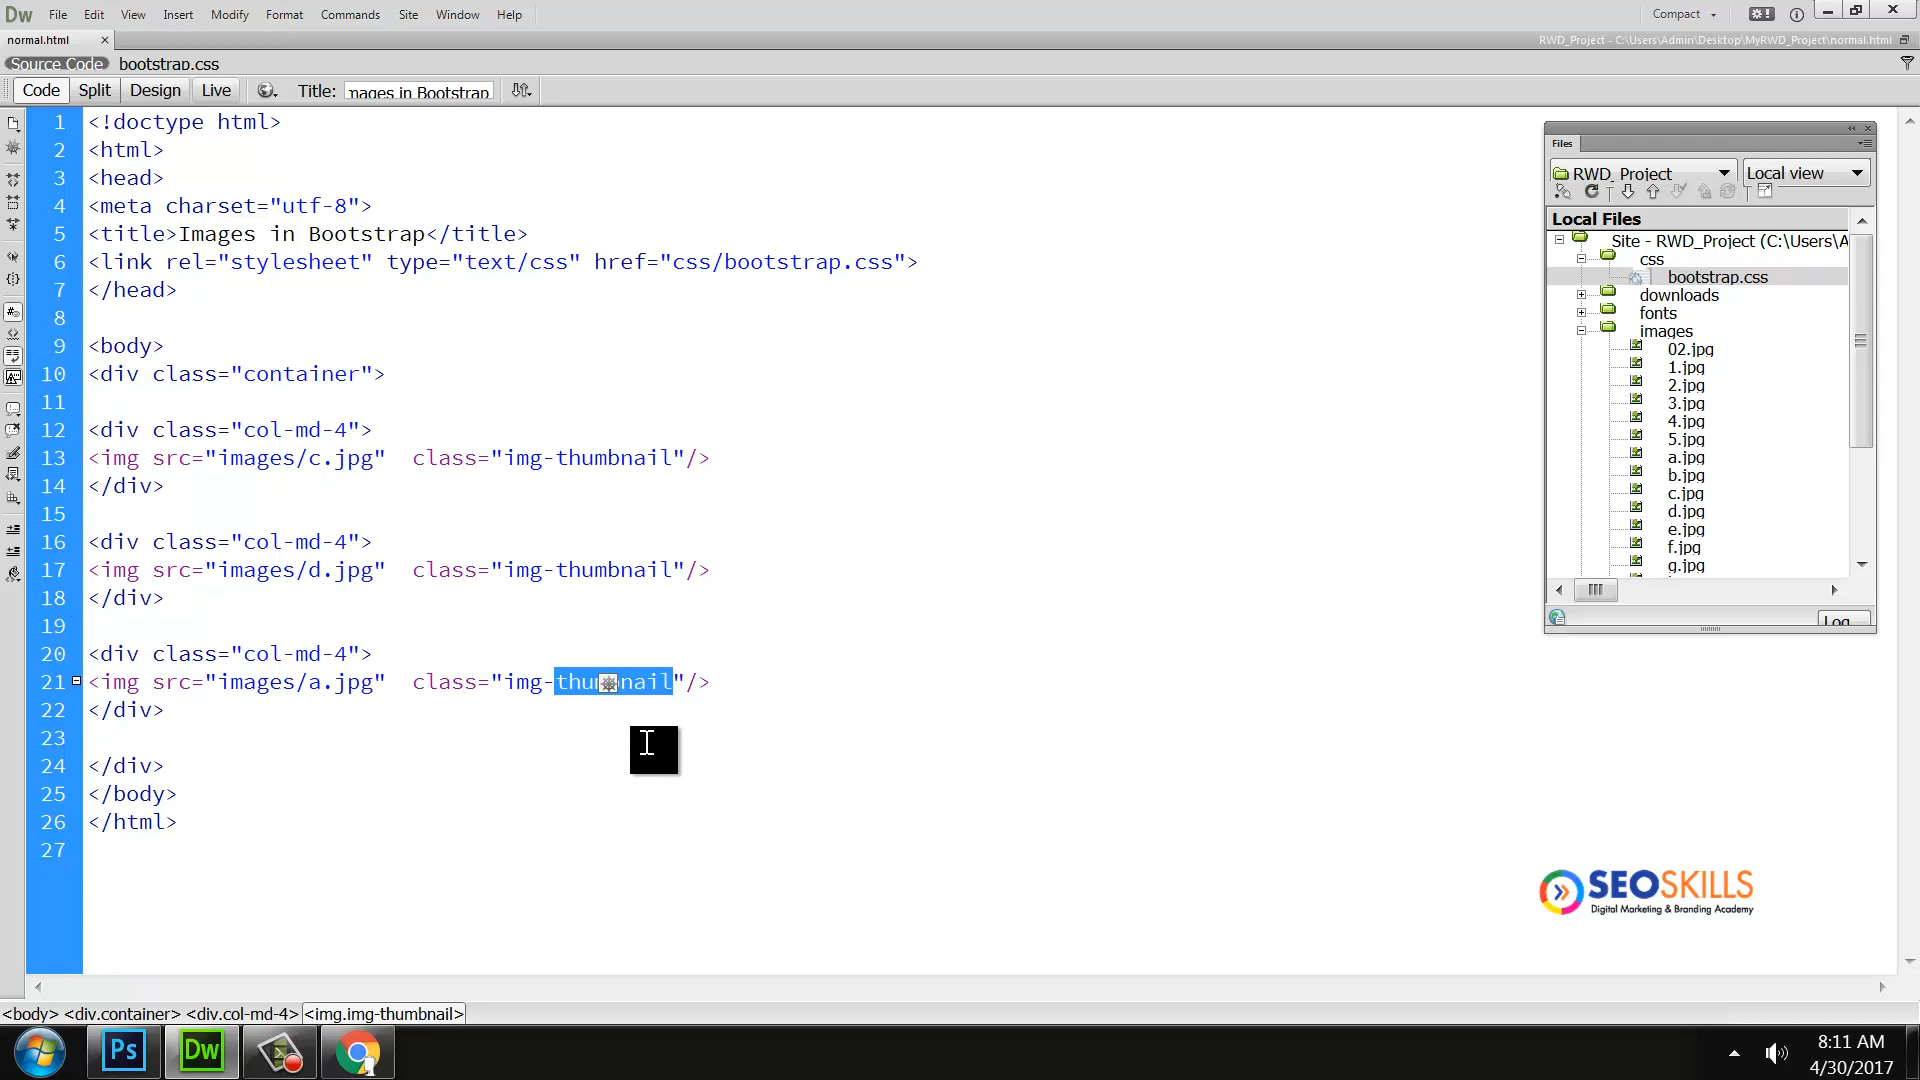 Dw File Edit View Insert Modify Format Commands Site Window Help Compact
normal.html
RWD_Project - C:\Users\Admin\Desktop\MyRWD_Project\normal.html
Source Code bootstrap.css
Code Split Design Live Title: Images in Bootstrap
1 <!doctype html>
2 <html>
3 <head>
4 <meta charset="utf-8">
5 <title>Images in Bootstrap</title>
6 <link rel="stylesheet" type="text/css" href="css/bootstrap.css">
7 </head>
8
9 <body>
10 <div class="container">
11
12 <div class="col-md-4">
13 <img src="images/c.jpg"  class="img-thumbnail"/>
14 </div>
15
16 <div class="col-md-4">
17 <img src="images/d.jpg"  class="img-thumbnail"/>
18 </div>
19
20 <div class="col-md-4">
21 <img src="images/a.jpg"  class="img-thumbnail"/>
22 </div>
23
24 </div>
25 </body>
26 </html>
27
Files
RWD_Project Local view
Local Files
Site - RWD_Project (C:\Users\A
css
bootstrap.css
downloads
fonts
images
02.jpg
1.jpg
2.jpg
3.jpg
4.jpg
5.jpg
a.jpg
b.jpg
c.jpg
d.jpg
e.jpg
f.jpg
g.jpg
Log
SEOSKILLS
Digital Marketing & Branding Academy
<body> <div.container> <div.col-md-4> <img.img-thumbnail>
Ps Dw
8:11 AM
4/30/2017